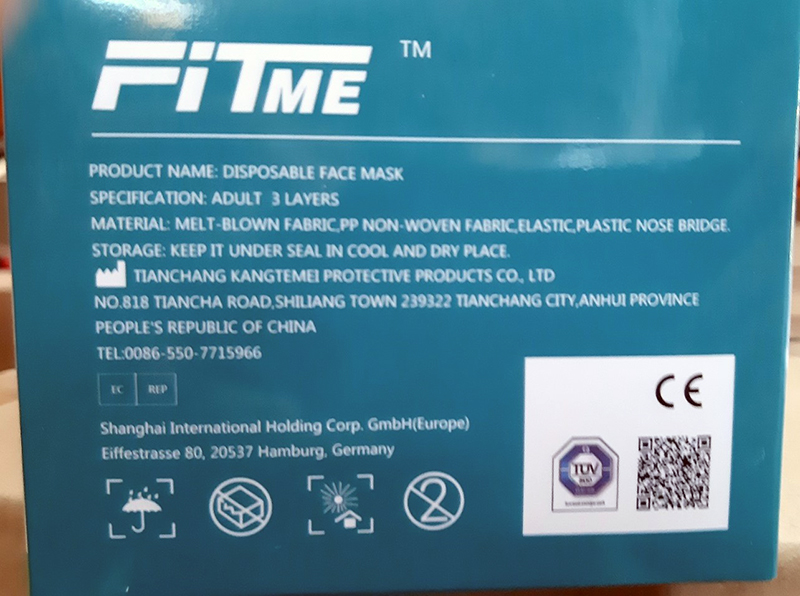 FiTME ™
PRODUCT NAME: DISPOSABLE FACE MASK
SPECIFICATION: ADULT 3 LAYERS
MATERIAL: MELT-BLOWN FABRIC,PP NON-WOVEN FABRIC,ELASTIC,PLASTIC NOSE BRIDGE.
STORAGE: KEEP IT UNDER SEAL IN COOL AND DRY PLACE.
TIANCHANG KANGTEMEI PROTECTIVE PRODUCTS CO., LTD
NO.818 TIANCHA ROAD,SHILIANG TOWN 239322 TIANCHANG CITY,ANHUI PROVINCE
PEOPLE'S REPUBLIC OF CHINA
TEL:0086-550-7715966
EC REP
Shanghai International Holding Corp. GmbH(Europe)
Eiffestrasse 80, 20537 Hamburg, Germany
2
CE
TÜV